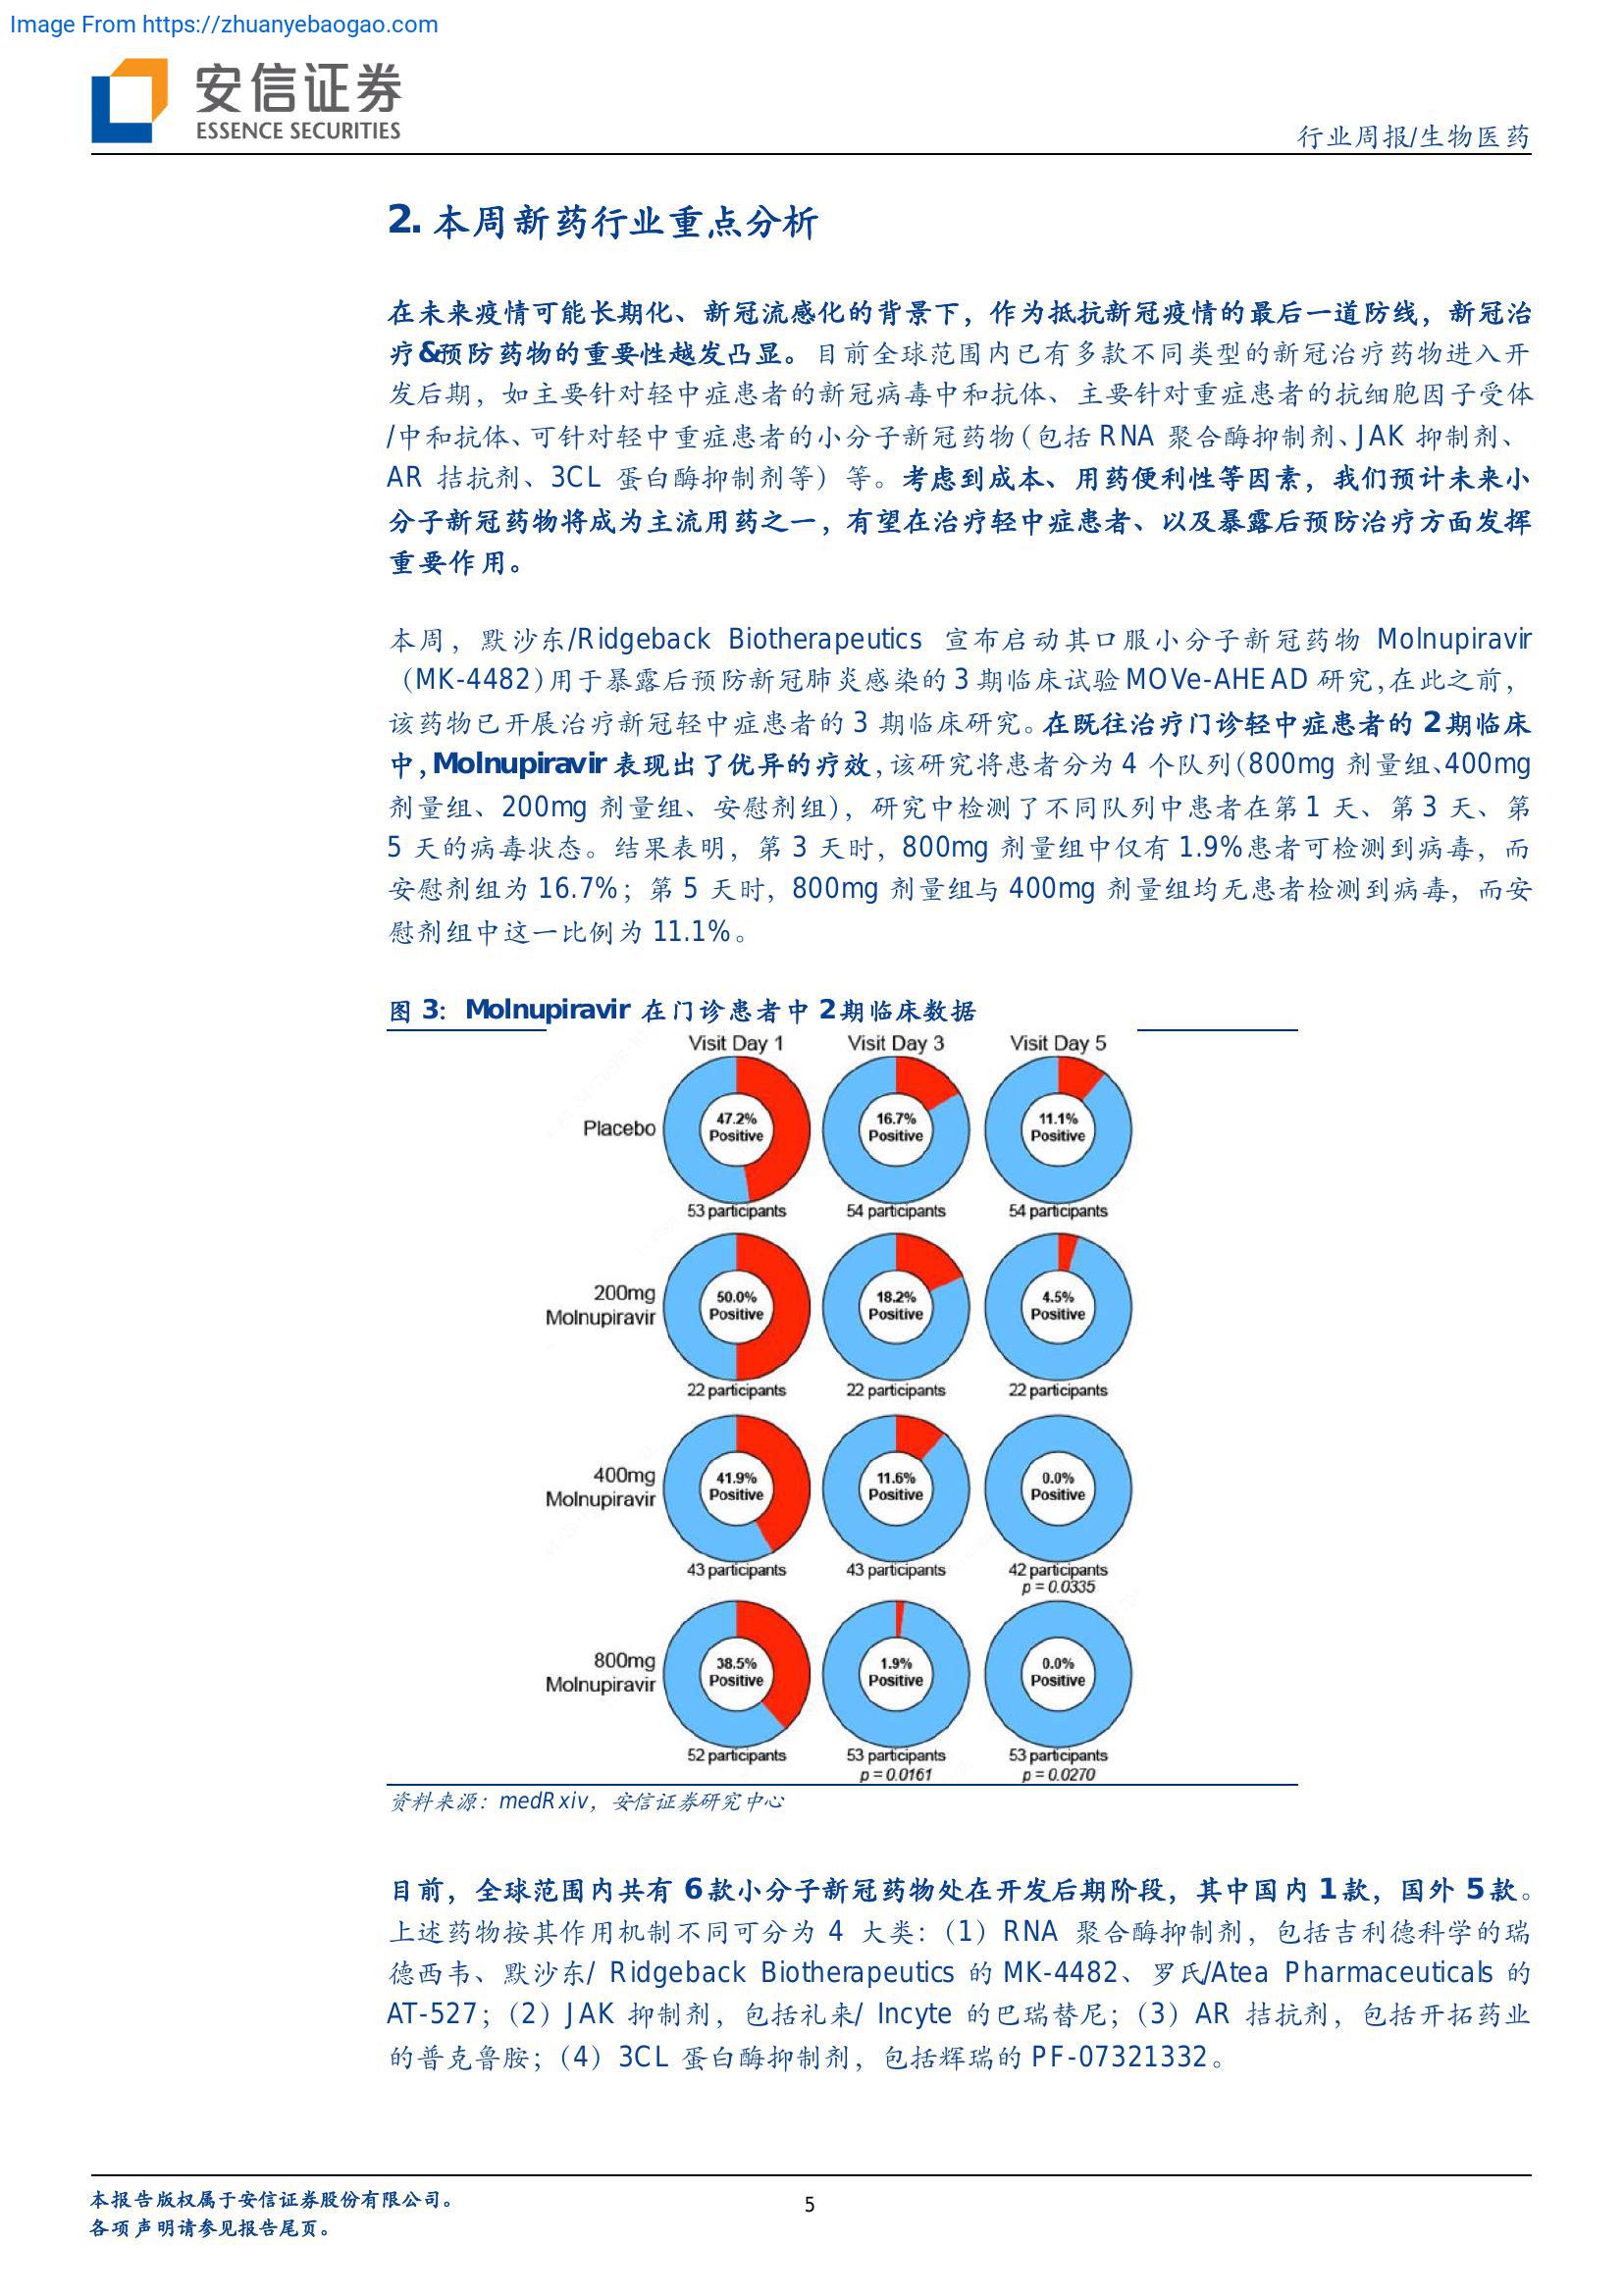 Image From https://zhuanyebaogao.com
安信证券
ESSENCE SECURITIES
行业周报/生物医药
2. 本周新药行业重点分析
在未来疫情可能长期化、新冠流感化的背景下，作为抵抗新冠疫情的最后一道防线，新冠治
疗&预防药物的重要性越发凸显。目前全球范围内已有多款不同类型的新冠治疗药物进入开
发后期，如主要针对轻中症患者的新冠病毒中和抗体、主要针对重症患者的抗细胞因子受体
/中和抗体、可针对轻中重症患者的小分子新冠药物（包括 RNA 聚合酶抑制剂、JAK 抑制剂、
AR 拮抗剂、3CL 蛋白酶抑制剂等）等。考虑到成本、用药便利性等因素，我们预计未来小
分子新冠药物将成为主流用药之一，有望在治疗轻中症患者、以及暴露后预防治疗方面发挥
重要作用。
本周，默沙东/Ridgeback Biotherapeutics 宣布启动其口服小分子新冠药物 Molnupiravir
（MK-4482）用于暴露后预防新冠肺炎感染的 3 期临床试验 MOVe-AHEAD 研究，在此之前，
该药物已开展治疗新冠轻中症患者的 3 期临床研究。在既往治疗门诊轻中症患者的 2 期临床
中，Molnupiravir 表现出了优异的疗效，该研究将患者分为 4 个队列（800mg 剂量组、400mg
剂量组、200mg 剂量组、安慰剂组），研究中检测了不同队列中患者在第 1 天、第 3 天、第
5 天的病毒状态。结果表明，第 3 天时，800mg 剂量组中仅有 1.9%患者可检测到病毒，而
安慰剂组为 16.7%；第 5 天时，800mg 剂量组与 400mg 剂量组均无患者检测到病毒，而安
慰剂组中这一比例为 11.1%。
图 3：Molnupiravir 在门诊患者中 2 期临床数据
Visit Day 1 Visit Day 3 Visit Day 5
Placebo
47.2% Positive
16.7% Positive
11.1% Positive
53 participants 54 participants 54 participants
200mg Molnupiravir
50.0% Positive
18.2% Positive
4.5% Positive
22 participants 22 participants 22 participants
400mg Molnupiravir
41.9% Positive
11.6% Positive
0.0% Positive
43 participants 43 participants 42 participants
p = 0.0335
800mg Molnupiravir
38.5% Positive
1.9% Positive
0.0% Positive
52 participants 53 participants 53 participants
p = 0.0161 p = 0.0270
资料来源：medRxiv，安信证券研究中心
目前，全球范围内共有 6 款小分子新冠药物处在开发后期阶段，其中国内 1 款，国外 5 款。
上述药物按其作用机制不同可分为 4 大类：（1）RNA 聚合酶抑制剂，包括吉利德科学的瑞
德西韦、默沙东/ Ridgeback Biotherapeutics 的 MK-4482、罗氏/Atea Pharmaceuticals 的
AT-527；（2）JAK 抑制剂，包括礼来/ Incyte 的巴瑞替尼；（3）AR 拮抗剂，包括开拓药业
的普克鲁胺；（4）3CL 蛋白酶抑制剂，包括辉瑞的 PF-07321332。
本报告版权属于安信证券股份有限公司。
5
各项声明请参见报告尾页。